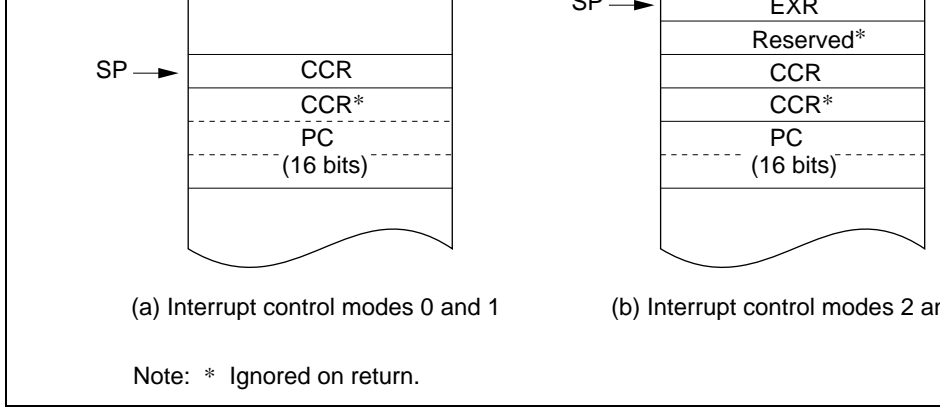 SP
CCR
CCR*
PC
(16 bits)
(a) Interrupt control modes 0 and 1
SP
EXR
Reserved*
CCR
CCR*
PC
(16 bits)
(b) Interrupt control modes 2
Note: * Ignored on return.